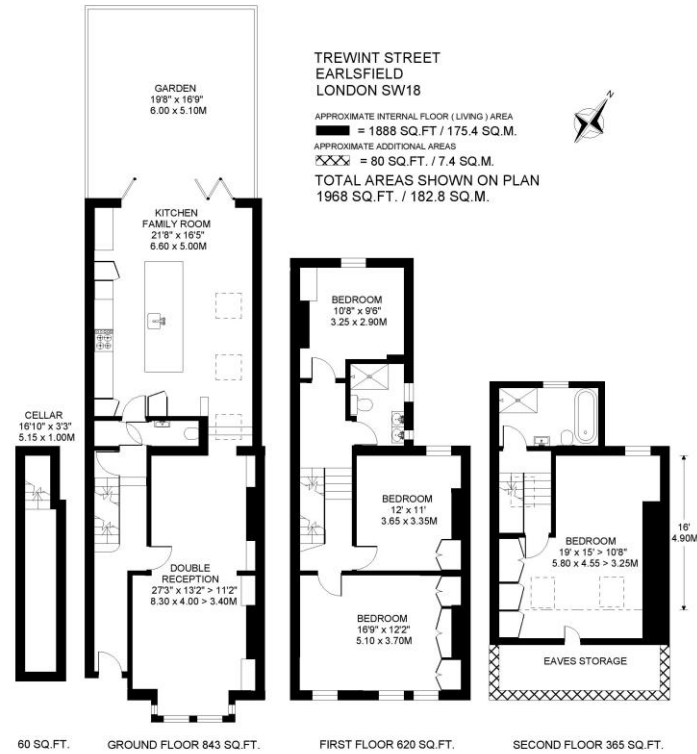 TREWINT STREET
EARLSFIELD
LONDON SW18
N
APPROXIMATE INTERNAL FLOOR ( LIVING ) AREA
= 1888 SQ.FT / 175.4 SQ.M.
APPROXIMATE ADDITIONAL AREAS
= 80 SQ.FT. / 7.4 SQ.M.
TOTAL AREAS SHOWN ON PLAN
1968 SQ.FT. / 182.8 SQ.M.
GARDEN
19'8" x 16'9"
6.00 x 5.10M
KITCHEN
FAMILY ROOM
21'8" x 16'5"
6.60 x 5.00M
BEDROOM
10'8" x 9'6"
3.25 x 2.90M
CELLAR
16'10" x 3'3"
5.15 x 1.00M
BEDROOM
12' x 11'
3.65 x 3.35M
16'
4.90M
BEDROOM
19' x 15' > 10'8"
5.80 x 4.55 > 3.25M
DOUBLE
RECEPTION
27'3" x 13'2" > 11'2"
8.30 x 4.00 > 3.40M
BEDROOM
16'9" x 12'2"
5.10 x 3.70M
EAVES STORAGE
60 SQ.FT.
GROUND FLOOR 843 SQ.FT.
FIRST FLOOR 620 SQ.FT.
SECOND FLOOR 365 SQ.FT.